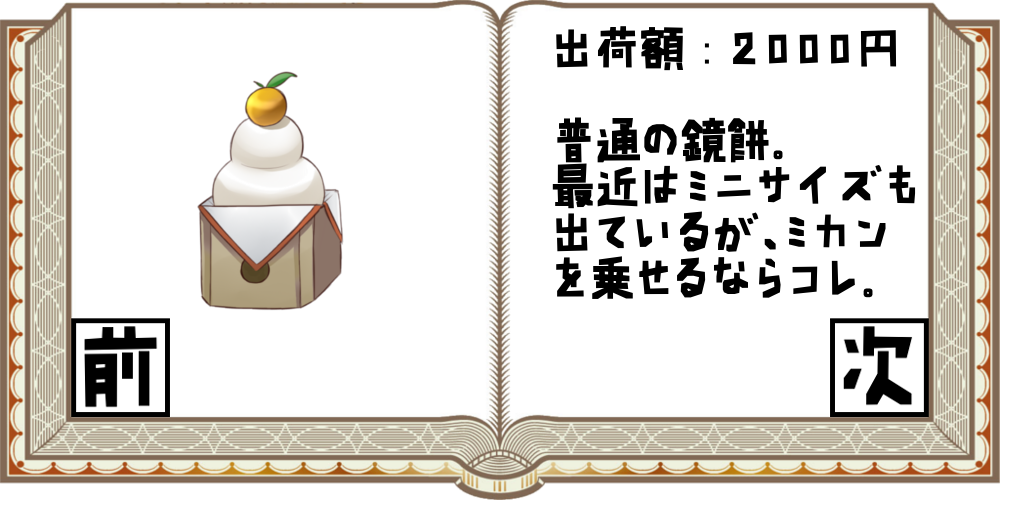 出荷額：２０００円
普通の鏡餅。
最近はミニサイズも
出ているが、ミカン
を乗せるならコレ。
前
次